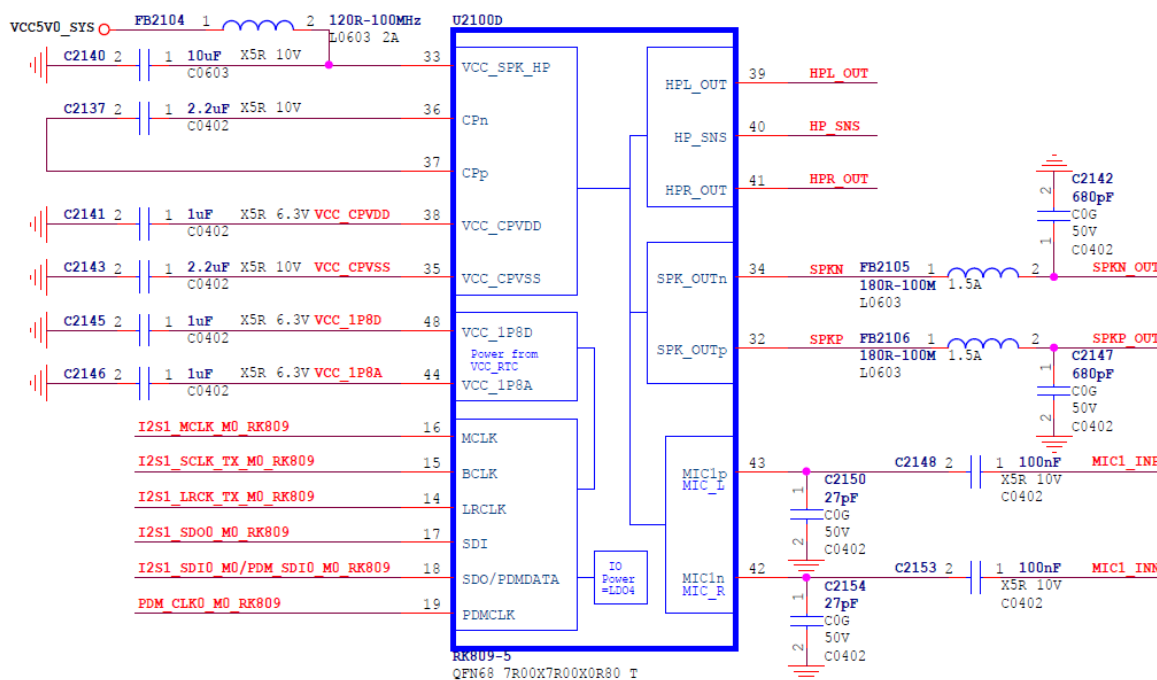 VCC5V0_SYS FB2104 1 2 120R-100MHz
L0603 2A
C2140 2 1 10uF X5R 10V
C0603
C2137 2 1 2.2uF X5R 10V
C0402
C2141 2 1 1uF X5R 6.3V VCC_CPVDD
C0402
C2143 2 1 2.2uF X5R 10V VCC_CPVSS
C0402
C2145 2 1 1uF X5R 6.3V VCC_1P8D
C0402
C2146 2 1 1uF X5R 6.3V VCC_1P8A
C0402
I2S1_MCLK_M0_RK809
I2S1_SCLK_TX_M0_RK809
I2S1_LRCK_TX_M0_RK809
I2S1_SDO0_M0_RK809
I2S1_SDI0_M0/PDM_SDI0_M0_RK809
PDM_CLK0_M0_RK809
U2100D
33 VCC_SPK_HP
36 CPn
37 CPp
38 VCC_CPVDD
35 VCC_CPVSS
48 VCC_1P8D
Power from
VCC_RTC
44 VCC_1P8A
16 MCLK
15 BCLK
14 LRCLK
17 SDI
18 SDO/PDMDATA
19 PDMCLK
IO
Power
=LDO4
HPL_OUT 39 HPL_OUT
HP_SNS 40 HP_SNS
HPR_OUT 41 HPR_OUT
SPK_OUTn 34 SPKN FB2105 1 2 SPKN_OUT
180R-100M 1.5A
L0603
SPK_OUTp 32 SPKP FB2106 1 2 SPKP_OUT
180R-100M 1.5A
L0603
2 C2142
680pF
C0G
1 50V
C0402
1 C2147
680pF
C0G
2 50V
C0402
MIC1p 43 C2148 2 1 100nF MIC1_INP
MIC_L
X5R 10V
C0402
1 C2150
27pF
C0G
2 50V
C0402
MIC1n 42 C2153 2 1 100nF MIC1_INN
MIC_R
X5R 10V
C0402
1 C2154
27pF
C0G
2 50V
C0402
RK809-5
QFN68 7R00X7R00X0R80 T